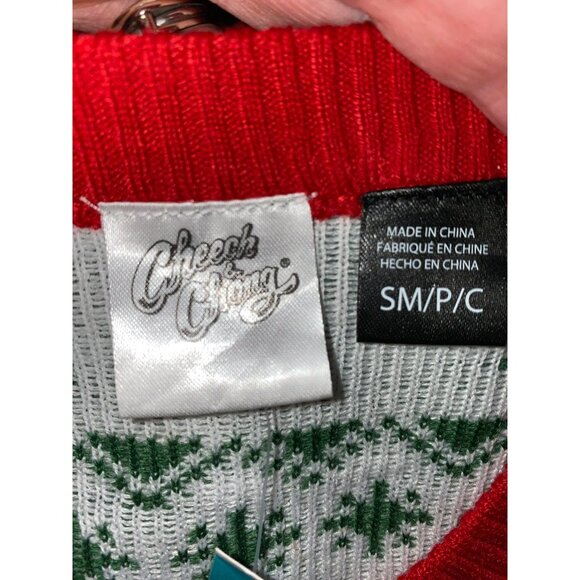 Cheech &
Chong®
MADE IN CHINA
FABRIQUÉ EN CHINE
HECHO EN CHINA
SM/P/C